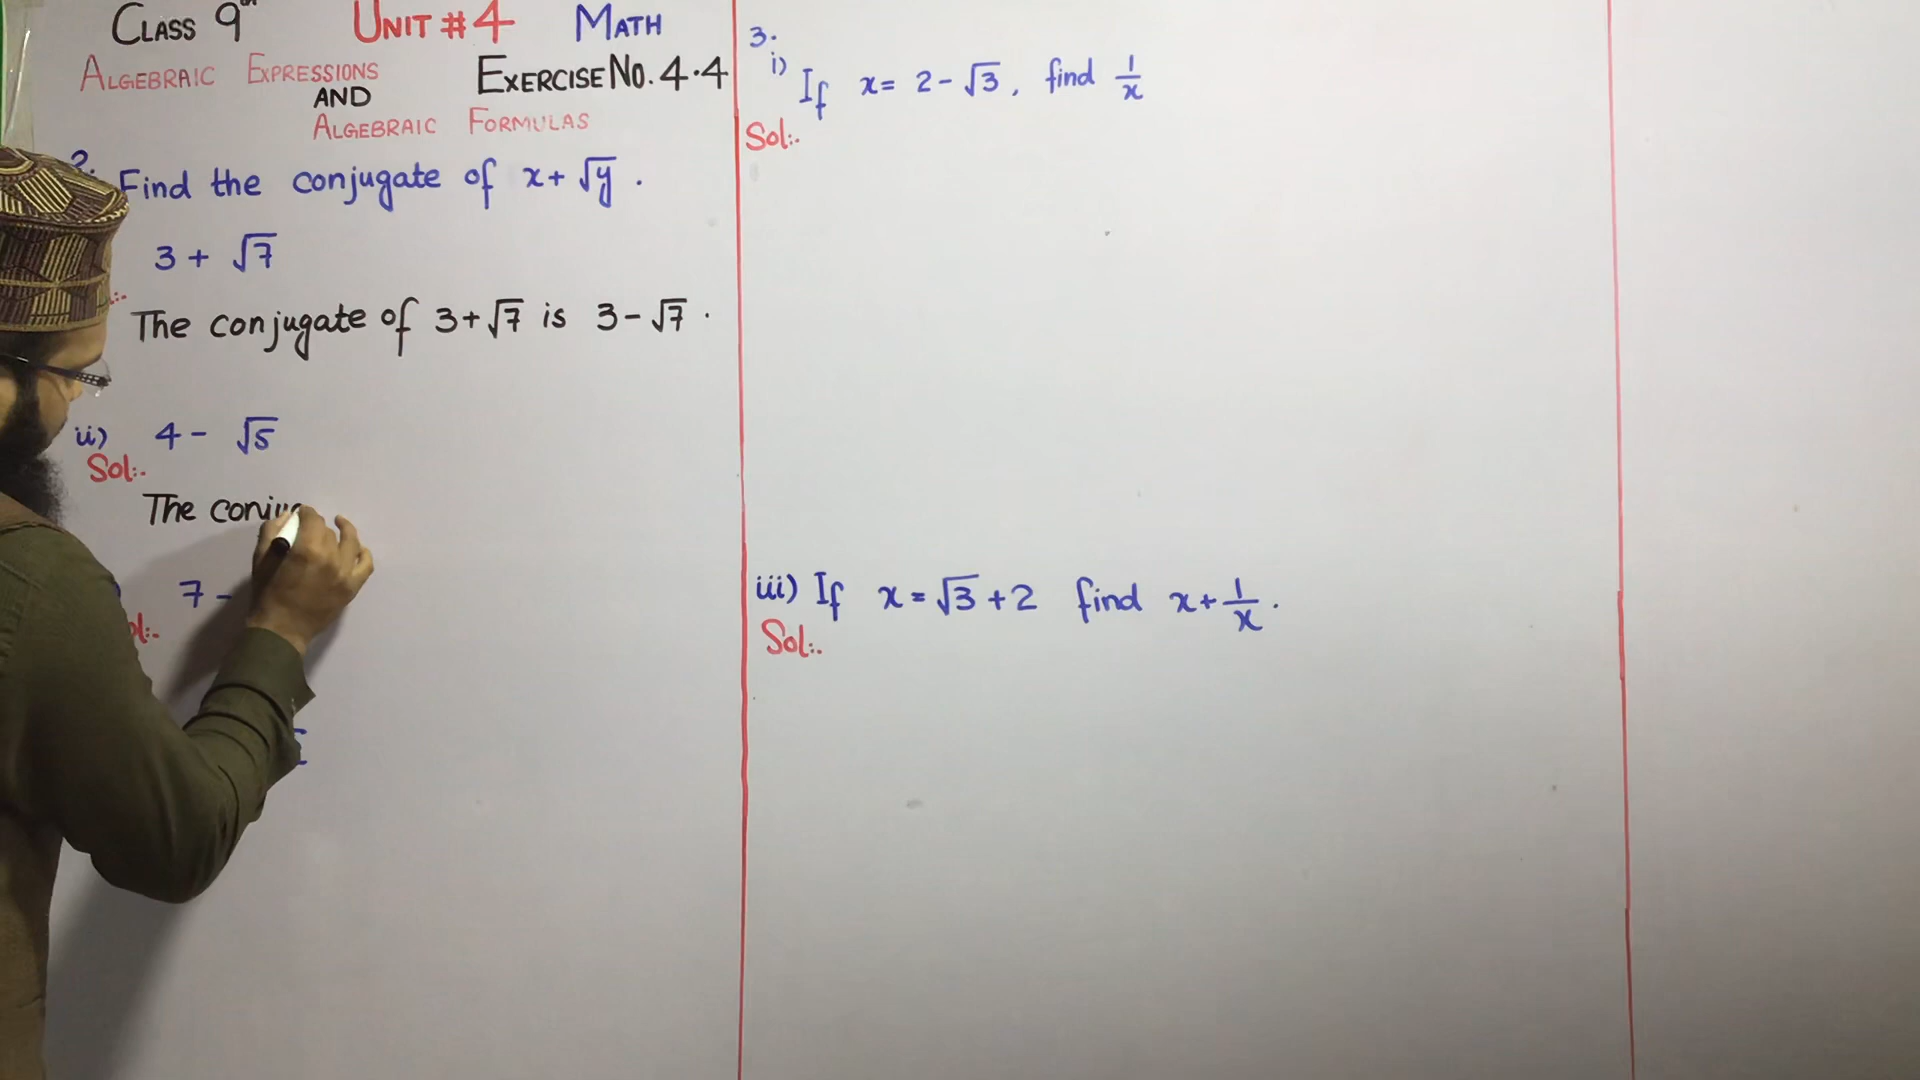 CLASS 9th UNIT # 4 MATH
ALGEBRAIC EXPRESSIONS
AND
ALGEBRAIC FORMULAS
EXERCISE NO. 4.4
Find the conjugate of x + √y .
3 + √7
The conjugate of 3+√7 is 3-√7 .
ii) 4 - √5
Sol:.
The conju
7 -
3.
i) If x = 2 - √3 , find 1/x
Sol:.
iii) If x = √3 + 2 find x + 1/x .
Sol:.